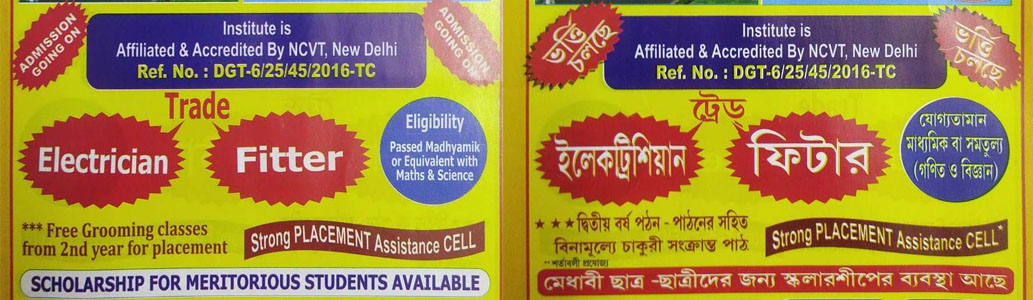 ADMISSION
GOING ON
Institute is
Affiliated & Accredited By NCVT, New Delhi
Ref. No. : DGT-6/25/45/2016-TC
ADMISSION
GOING ON
Trade
Electrician
Fitter
Eligibility
Passed Madhyamik
or Equivalent with
Maths & Science
*** Free Grooming classes
from 2nd year for placement
Strong PLACEMENT Assistance CELL
SCHOLARSHIP FOR MERITORIOUS STUDENTS AVAILABLE
ভর্ত্তি
চলছে
Institute is
Affiliated & Accredited By NCVT, New Delhi
Ref. No. : DGT-6/25/45/2016-TC
ভর্ত্তি
চলছে
ট্রেড
ইলেকট্রিশিয়ান
ফিটার
যোগ্যতামান
মাধ্যমিক বা সমতুল্য
(গণিত ও বিজ্ঞান)
★ ★ ★ দ্বিতীয় বর্ষ পঠন - পাঠনের সহিত
বিনামূল্যে চাকুরী সংক্রান্ত পাঠ
** শর্তাবলী প্রযোজ্য
Strong PLACEMENT Assistance CELL*
মেধাবী ছাত্র -ছাত্রীদের জন্য স্কলারশীপের ব্যবস্থা আছে